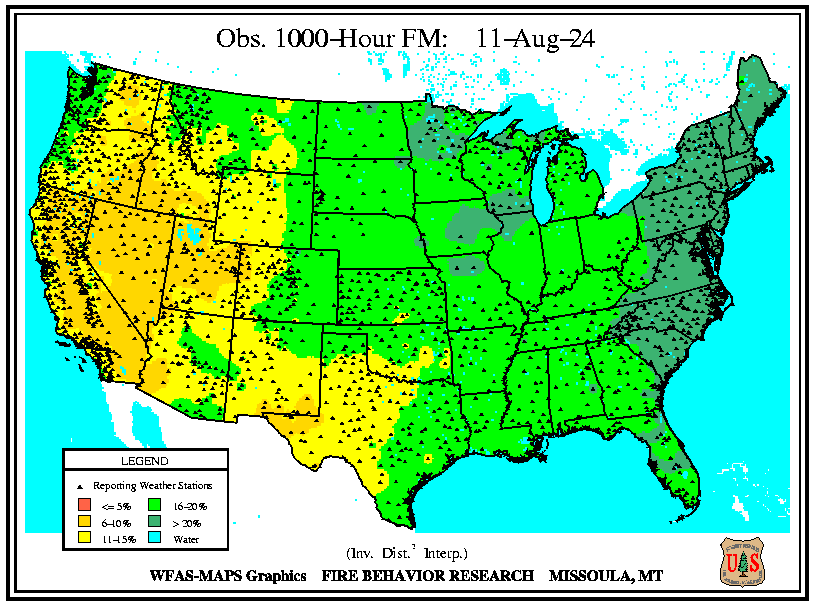 Obs. 1000-Hour FM: 11-Aug-24
LEGEND
Reporting Weather Stations
<= 5%
16-20%
6-10%
> 20%
11-15%
Water
(Inv. Dist.² Interp.)
WFAS-MAPS Graphics FIRE BEHAVIOR RESEARCH MISSOULA, MT
U S